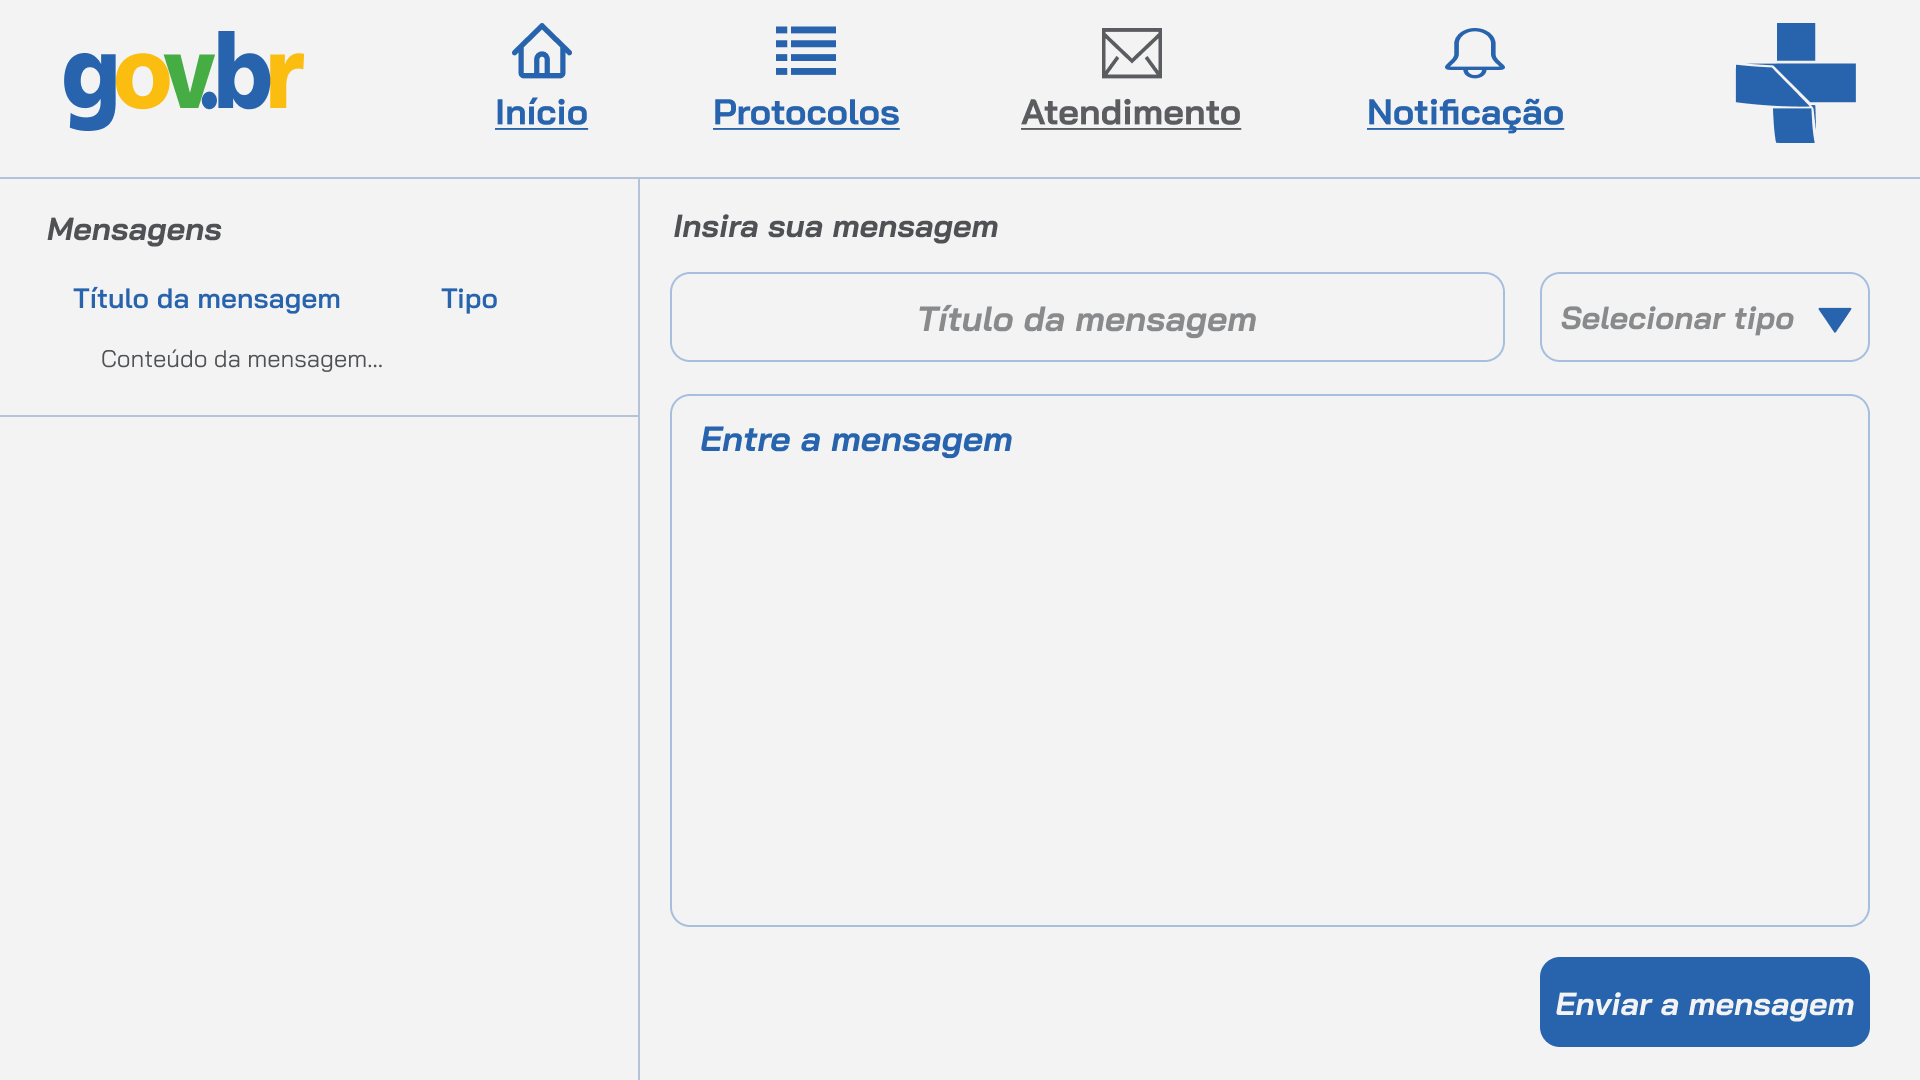 gov.br
Início
Protocolos
Atendimento
Notificação
Mensagens
Título da mensagem
Tipo
Conteúdo da mensagem...
Insira sua mensagem
Título da mensagem
Selecionar tipo
Entre a mensagem
Enviar a mensagem